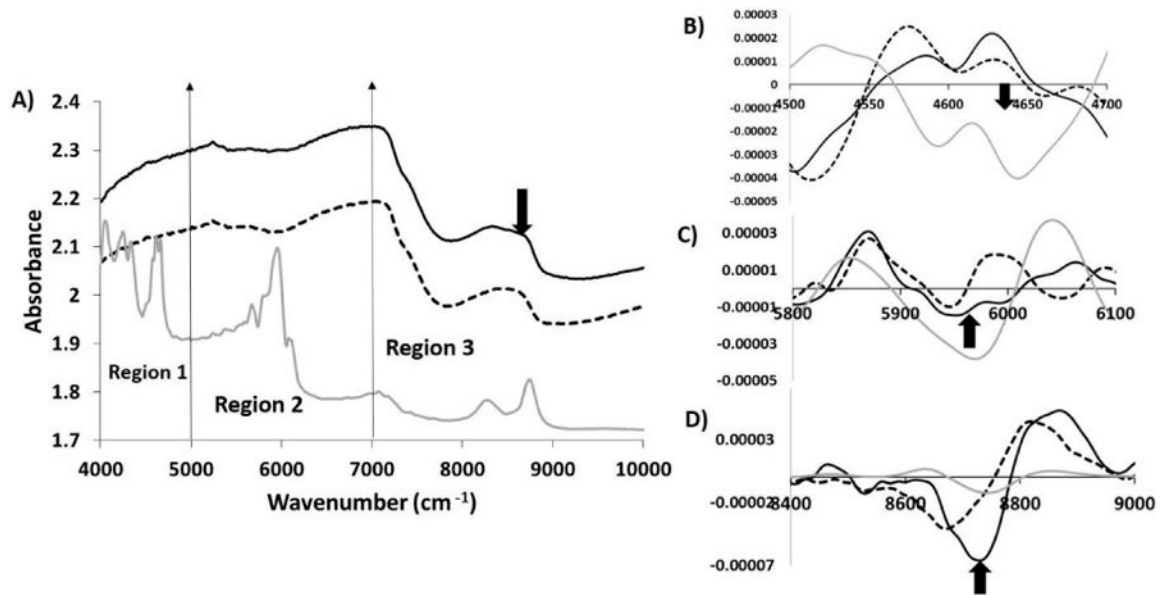 A)
Absorbance
2.4
2.3
2.2
2.1
2
1.9
1.8
1.7
Region 1
Region 2
Region 3
4000 5000 6000 7000 8000 9000 10000
Wavenumber (cm⁻¹)
B)
0.00003
0.00002
0.00001
0
-0.00001
-0.00002
-0.00003
-0.00004
-0.00005
4500 4550 4600 4650 4700
C)
0.00003
0.00001
-0.00001
-0.00003
-0.00005
5800 5900 6000 6100
D)
0.00003
-0.00002
-0.00007
8400 8600 8800 9000